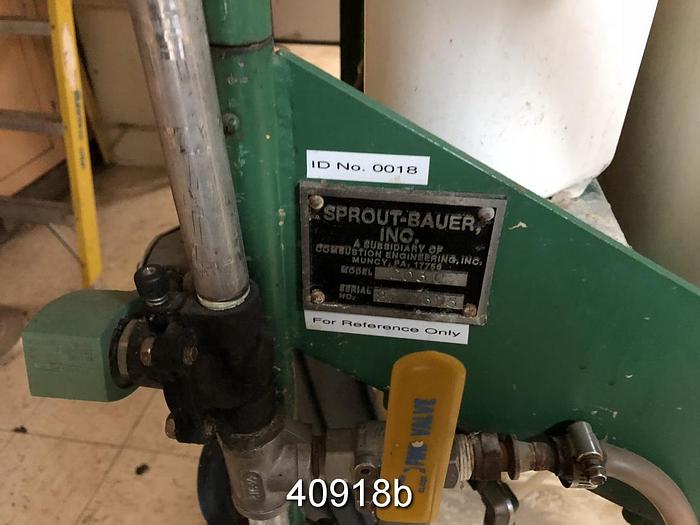 ID No. 0018
SPROUT-BAUER,
INC.
A SUBSIDIARY OF
COMBUSTION ENGINEERING, INC.
MUNCY, PA. 17756
MODEL
SERIAL
NO.
For Reference Only
VALVE
40918b